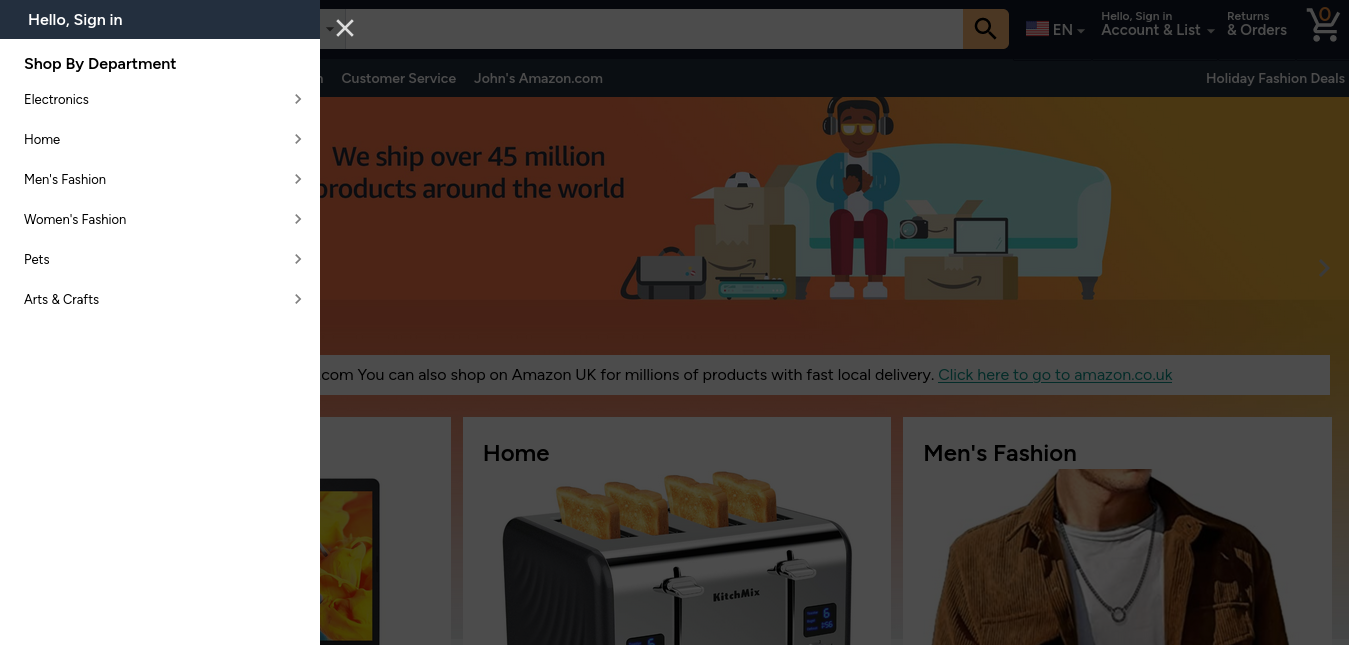 Hello, Sign in
EN
Hello, Sign in
Account & List
Returns
& Orders
0
Customer Service
John's Amazon.com
Holiday Fashion Deals
Shop By Department
Electronics
Home
Men's Fashion
Women's Fashion
Pets
Arts & Crafts
We ship over 45 million
products around the world
com You can also shop on Amazon UK for millions of products with fast local delivery. Click here to go to amazon.co.uk
Home
Men's Fashion
KitchMix
6
6